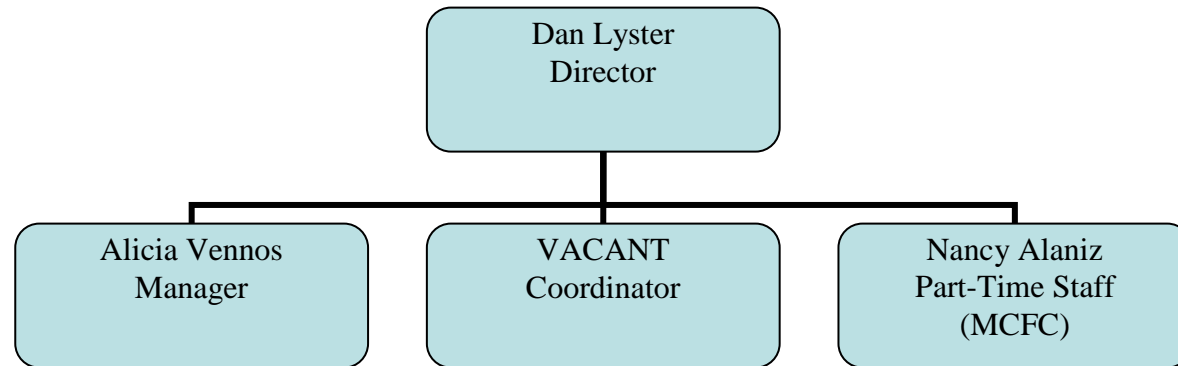 Dan Lyster
Director
Alicia Vennos
Manager
VACANT
Coordinator
Nancy Alaniz
Part-Time Staff
(MCFC)